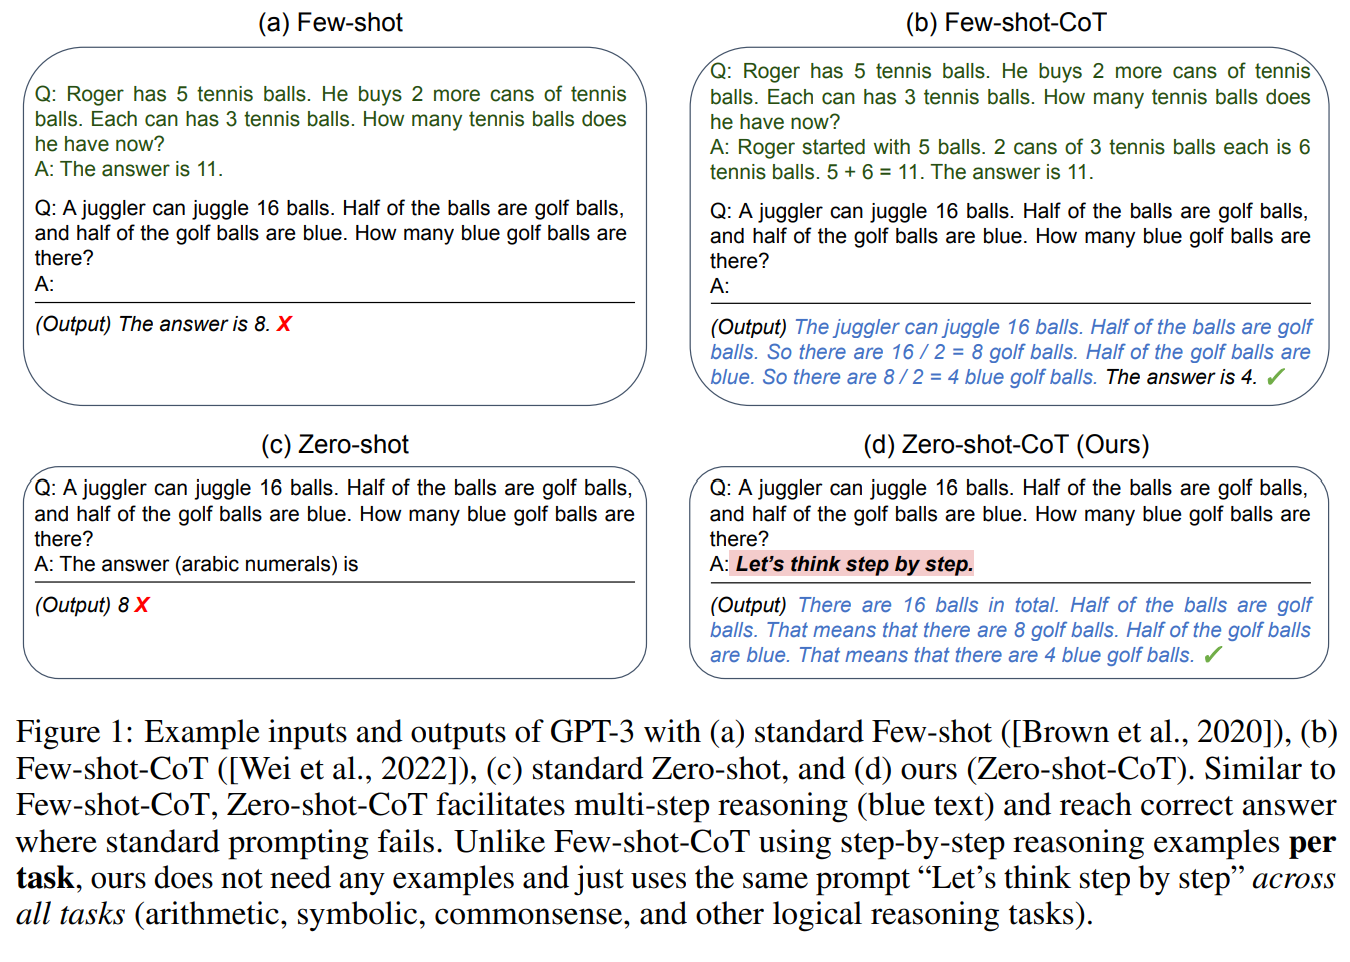 (a) Few-shot
Q: Roger has 5 tennis balls. He buys 2 more cans of tennis
balls. Each can has 3 tennis balls. How many tennis balls does
he have now?
A: The answer is 11.
Q: A juggler can juggle 16 balls. Half of the balls are golf balls,
and half of the golf balls are blue. How many blue golf balls are
there?
A:
(Output) The answer is 8. X
(b) Few-shot-CoT
Q: Roger has 5 tennis balls. He buys 2 more cans of tennis
balls. Each can has 3 tennis balls. How many tennis balls does
he have now?
A: Roger started with 5 balls. 2 cans of 3 tennis balls each is 6
tennis balls. 5 + 6 = 11. The answer is 11.
Q: A juggler can juggle 16 balls. Half of the balls are golf balls,
and half of the golf balls are blue. How many blue golf balls are
there?
A:
(Output) The juggler can juggle 16 balls. Half of the balls are golf
balls. So there are 16 / 2 = 8 golf balls. Half of the golf balls are
blue. So there are 8 / 2 = 4 blue golf balls. The answer is 4. ✓
(c) Zero-shot
Q: A juggler can juggle 16 balls. Half of the balls are golf balls,
and half of the golf balls are blue. How many blue golf balls are
there?
A: The answer (arabic numerals) is
(Output) 8 X
(d) Zero-shot-CoT (Ours)
Q: A juggler can juggle 16 balls. Half of the balls are golf balls,
and half of the golf balls are blue. How many blue golf balls are
there?
A: Let’s think step by step.
(Output) There are 16 balls in total. Half of the balls are golf
balls. That means that there are 8 golf balls. Half of the golf balls
are blue. That means that there are 4 blue golf balls. ✓
Figure 1: Example inputs and outputs of GPT-3 with (a) standard Few-shot ([Brown et al., 2020]), (b)
Few-shot-CoT ([Wei et al., 2022]), (c) standard Zero-shot, and (d) ours (Zero-shot-CoT). Similar to
Few-shot-CoT, Zero-shot-CoT facilitates multi-step reasoning (blue text) and reach correct answer
where standard prompting fails. Unlike Few-shot-CoT using step-by-step reasoning examples per
task, ours does not need any examples and just uses the same prompt “Let’s think step by step” across
all tasks (arithmetic, symbolic, commonsense, and other logical reasoning tasks).